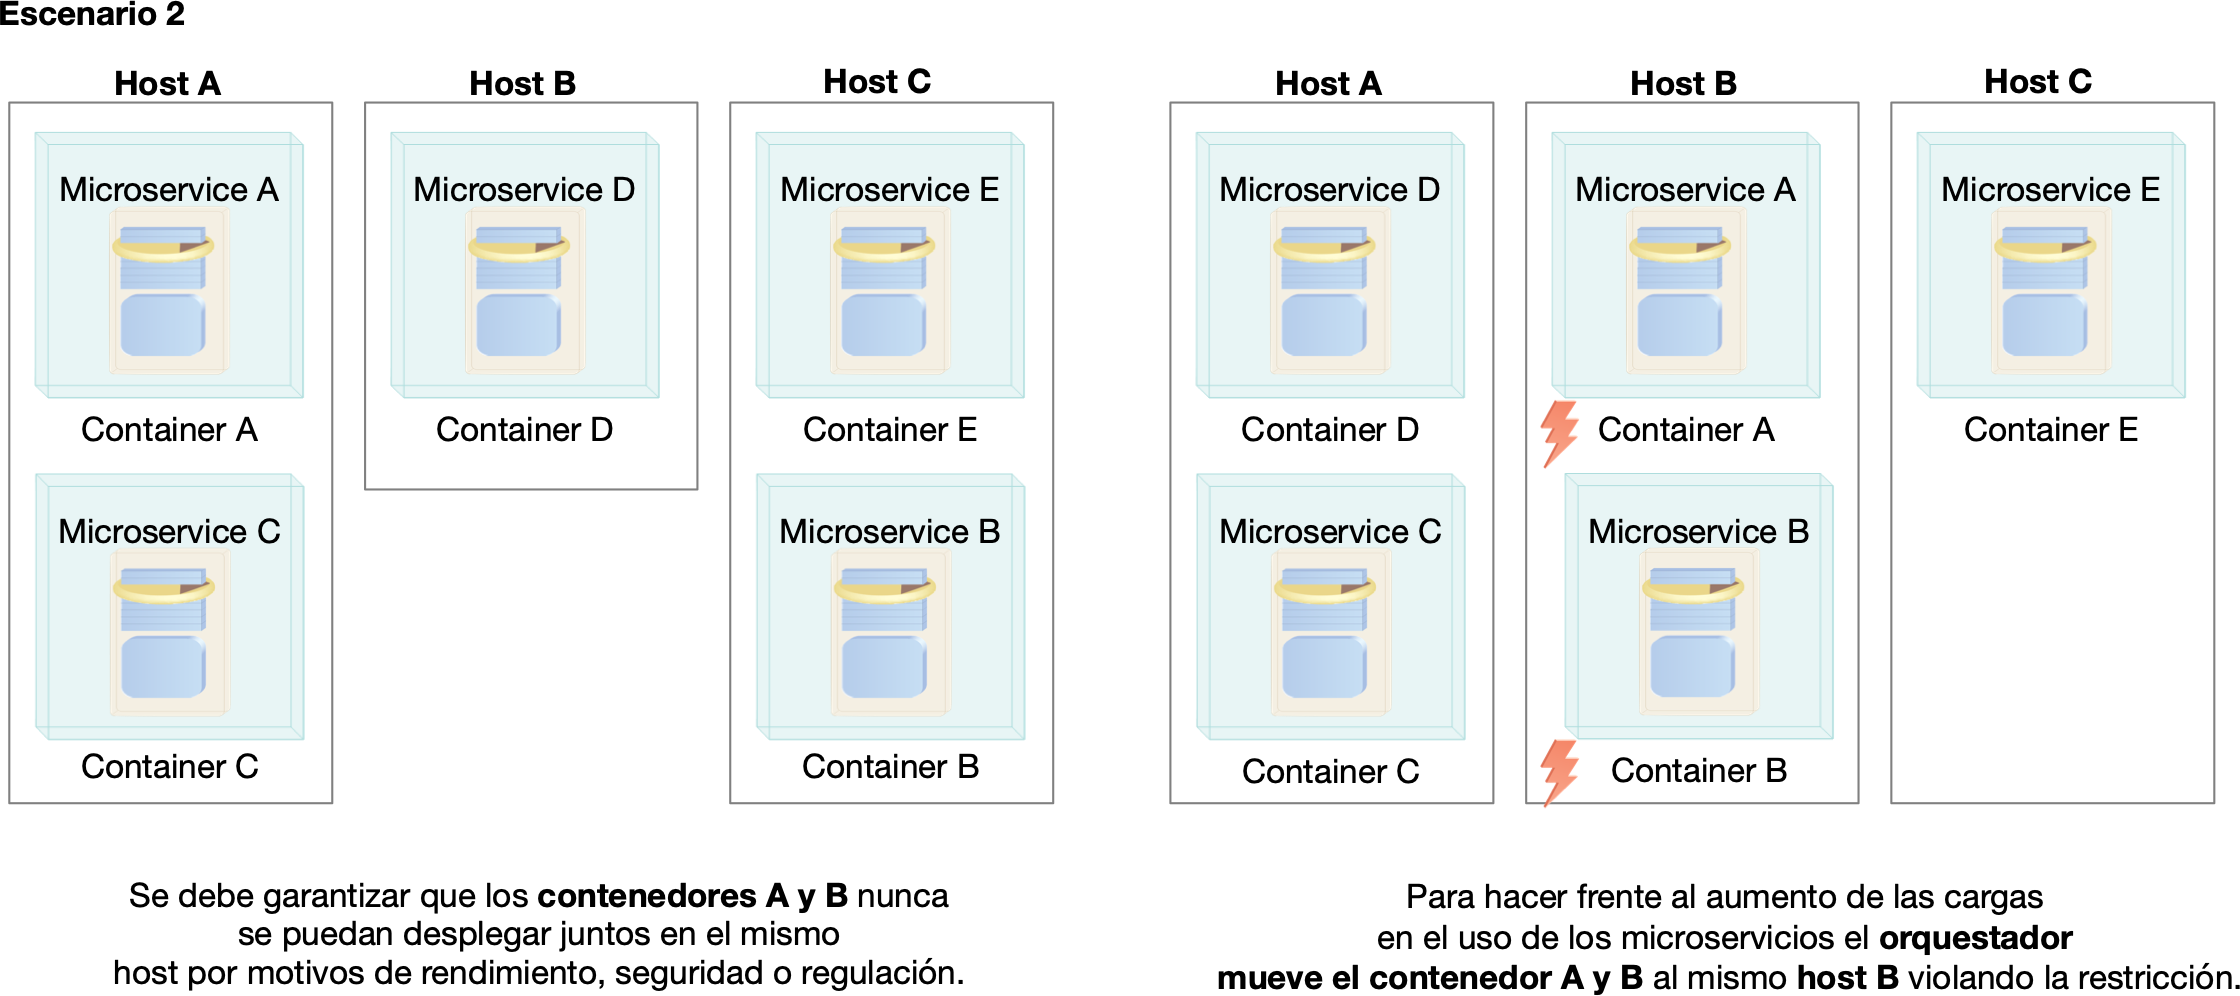 Escenario 2
Host A
Host B
Host C
Microservice A
Container A
Microservice C
Container C
Microservice D
Container D
Microservice E
Container E
Microservice B
Container B
Se debe garantizar que los contenedores A y B nunca
se puedan desplegar juntos en el mismo
host por motivos de rendimiento, seguridad o regulación.
Host A
Host B
Host C
Microservice D
Container D
Microservice C
Container C
Microservice A
Container A
Microservice B
Container B
Microservice E
Container E
Para hacer frente al aumento de las cargas
en el uso de los microservicios el orquestador
mueve el contenedor A y B al mismo host B violando la restricción.